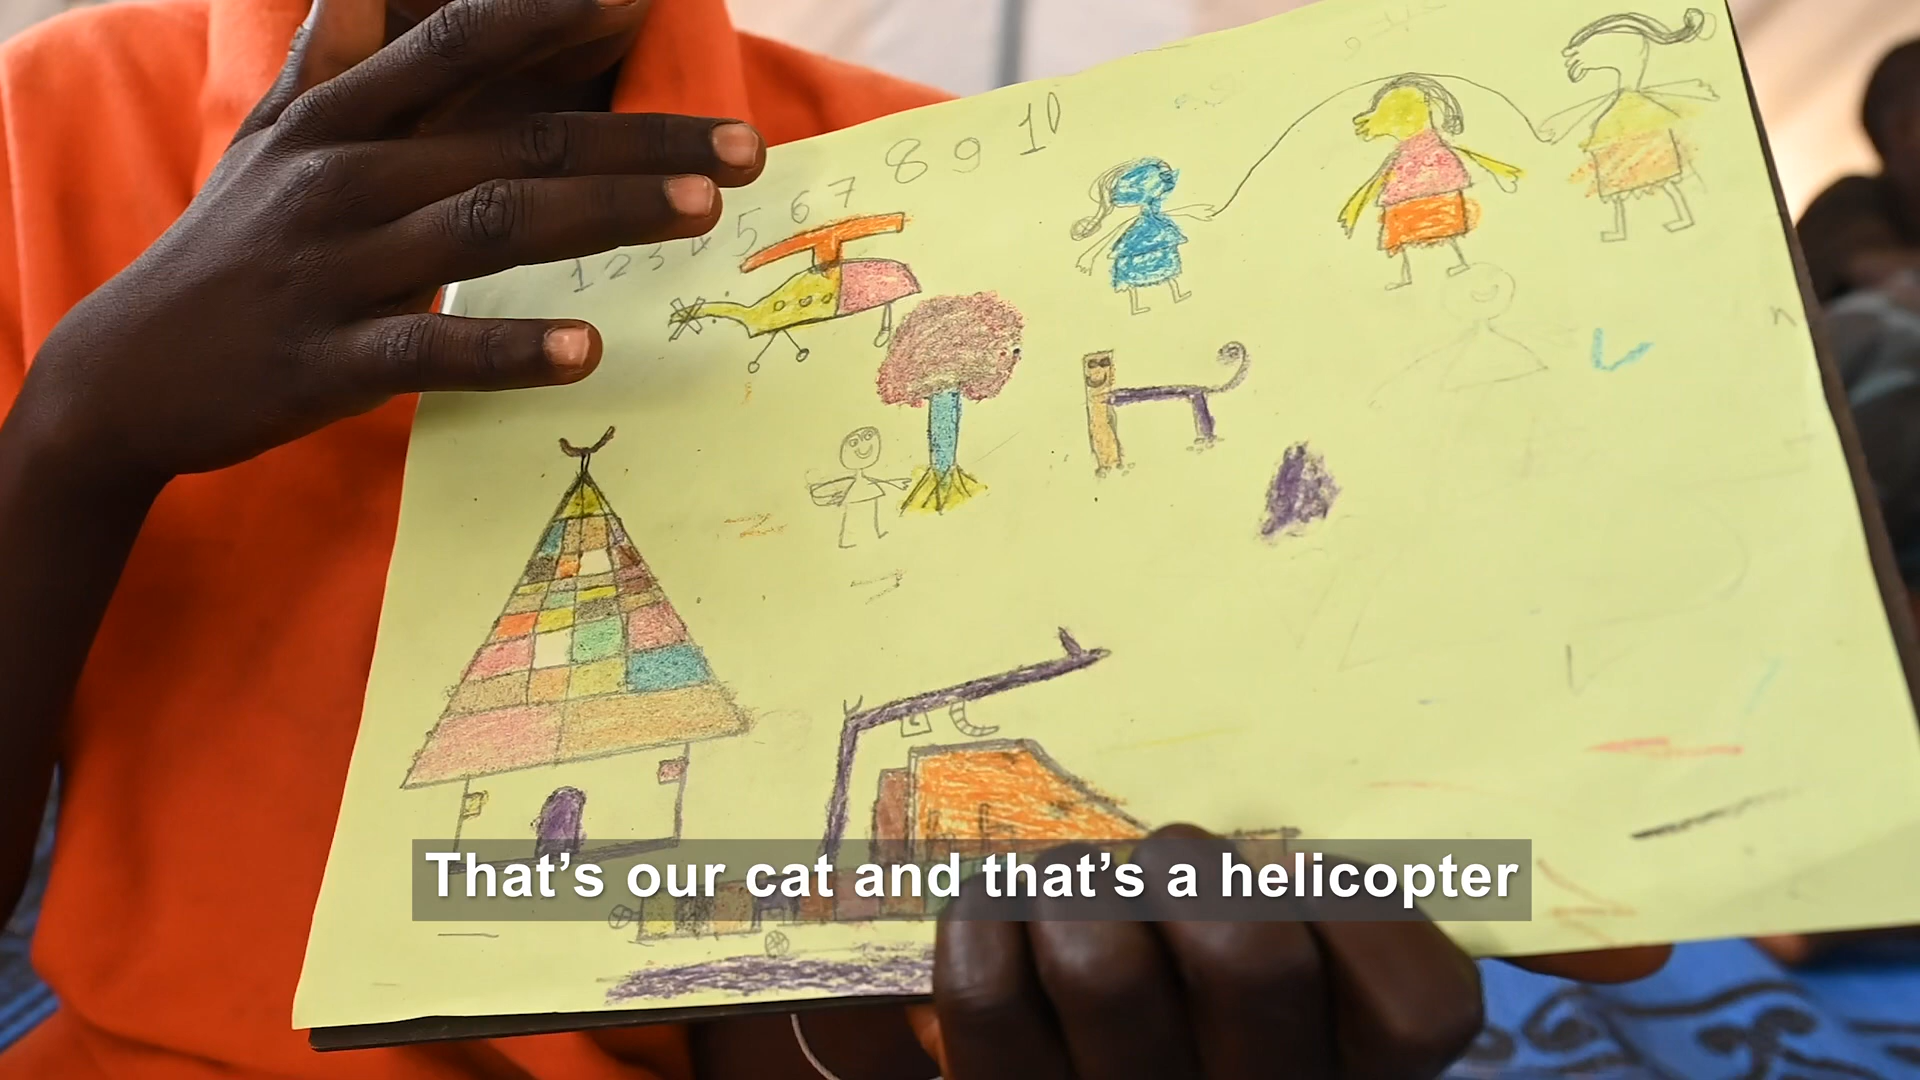 1 2 3 4 5 6 7 8 9 10
That’s our cat and that’s a helicopter